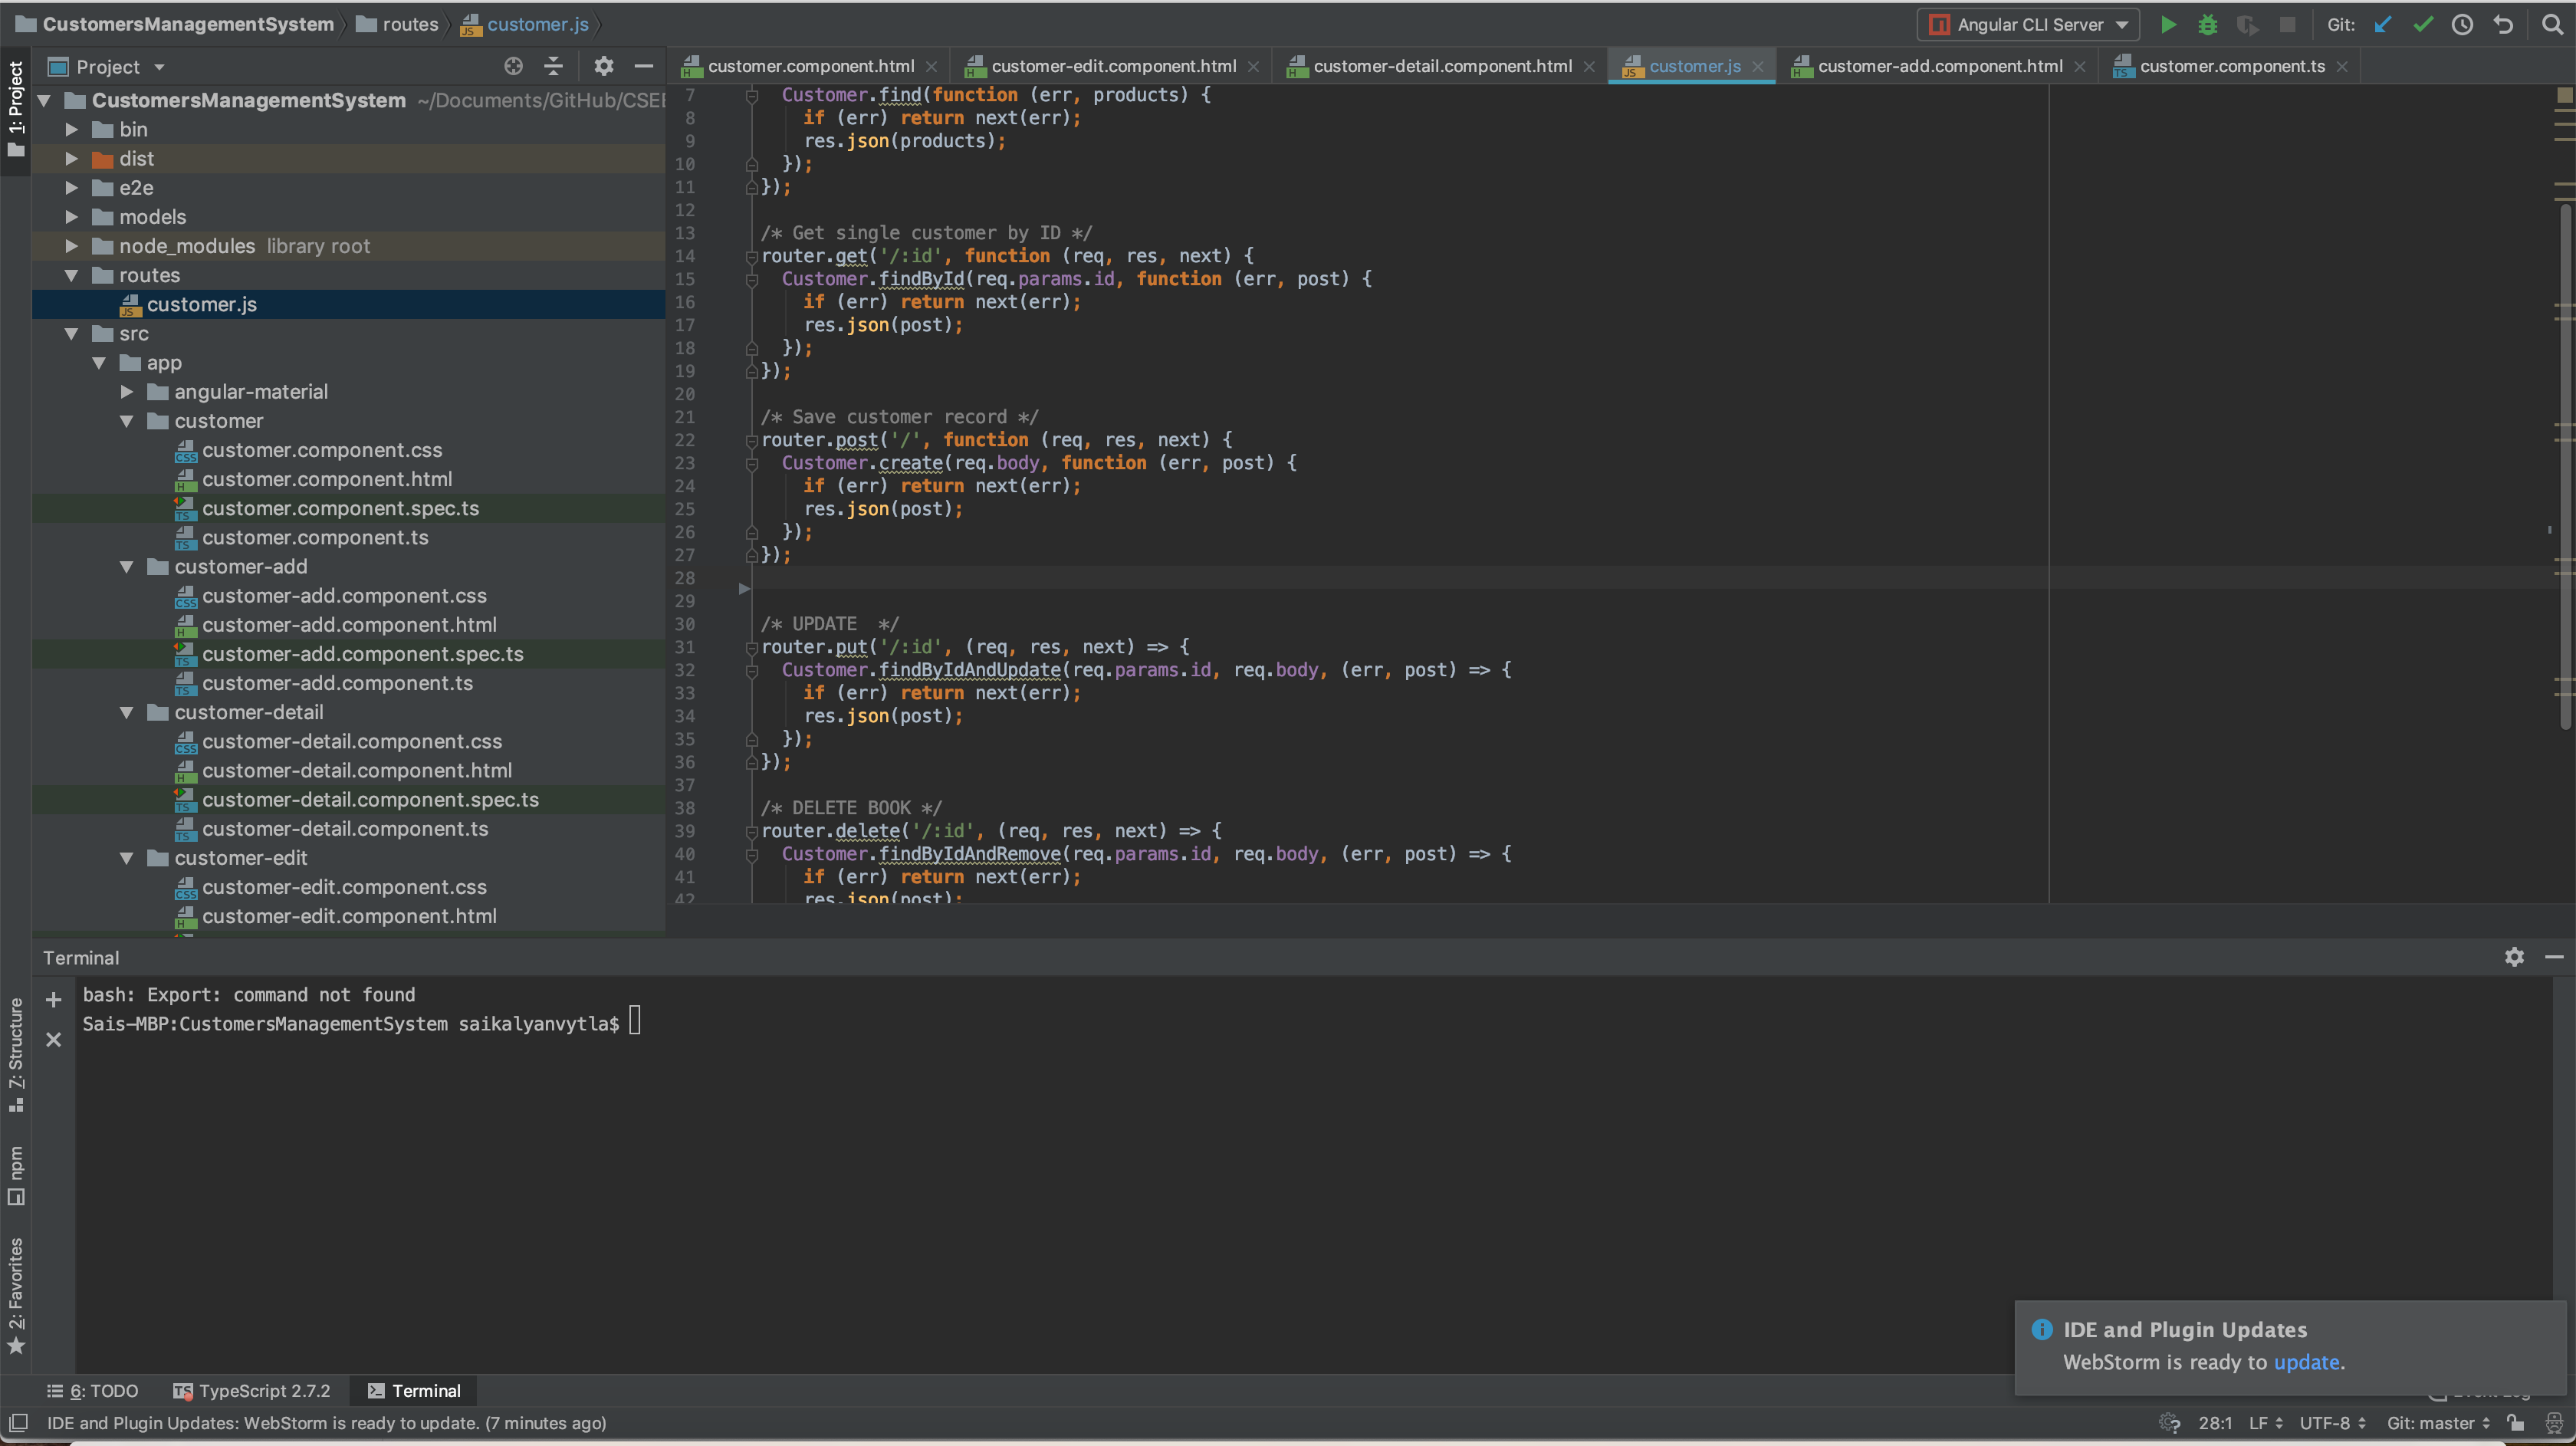 CustomersManagementSystem routes customer.js Angular CLI Server Git:
1: Project
Project
customer.component.html customer-edit.component.html customer-detail.component.html customer.js customer-add.component.html customer.component.ts
CustomersManagementSystem ~/Documents/GitHub/CSEE
bin
dist
e2e
models
node_modules library root
routes
customer.js
src
app
angular-material
customer
customer.component.css
customer.component.html
customer.component.spec.ts
customer.component.ts
customer-add
customer-add.component.css
customer-add.component.html
customer-add.component.spec.ts
customer-add.component.ts
customer-detail
customer-detail.component.css
customer-detail.component.html
customer-detail.component.spec.ts
customer-detail.component.ts
customer-edit
customer-edit.component.css
customer-edit.component.html
7 Customer.find(function (err, products) {
8 if (err) return next(err);
9 res.json(products);
10 });
11 });
12
13 /* Get single customer by ID */
14 router.get('/:id', function (req, res, next) {
15 Customer.findById(req.params.id, function (err, post) {
16 if (err) return next(err);
17 res.json(post);
18 });
19 });
20
21 /* Save customer record */
22 router.post('/', function (req, res, next) {
23 Customer.create(req.body, function (err, post) {
24 if (err) return next(err);
25 res.json(post);
26 });
27 });
28
29
30 /* UPDATE  */
31 router.put('/:id', (req, res, next) => {
32 Customer.findByIdAndUpdate(req.params.id, req.body, (err, post) => {
33 if (err) return next(err);
34 res.json(post);
35 });
36 });
37
38 /* DELETE BOOK */
39 router.delete('/:id', (req, res, next) => {
40 Customer.findByIdAndRemove(req.params.id, req.body, (err, post) => {
41 if (err) return next(err);
42 res.json(post);
Terminal
bash: Export: command not found
Sais-MBP:CustomersManagementSystem saikalyanvytla$
7: Structure
npm
2: Favorites
IDE and Plugin Updates
WebStorm is ready to update.
6: TODO TypeScript 2.7.2 Terminal
IDE and Plugin Updates: WebStorm is ready to update. (7 minutes ago) 28:1 LF UTF-8 Git: master